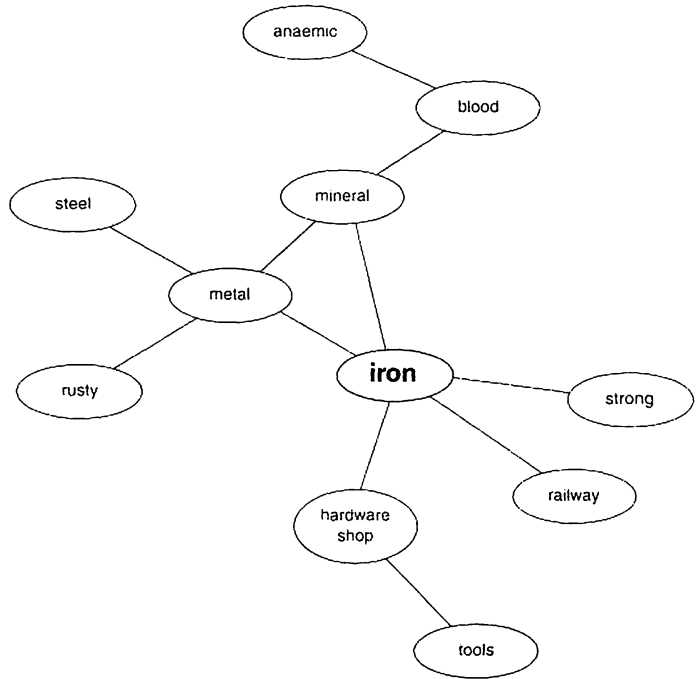 anaemic
blood
mineral
steel
metal
iron
rusty
strong
railway
hardware
shop
tools